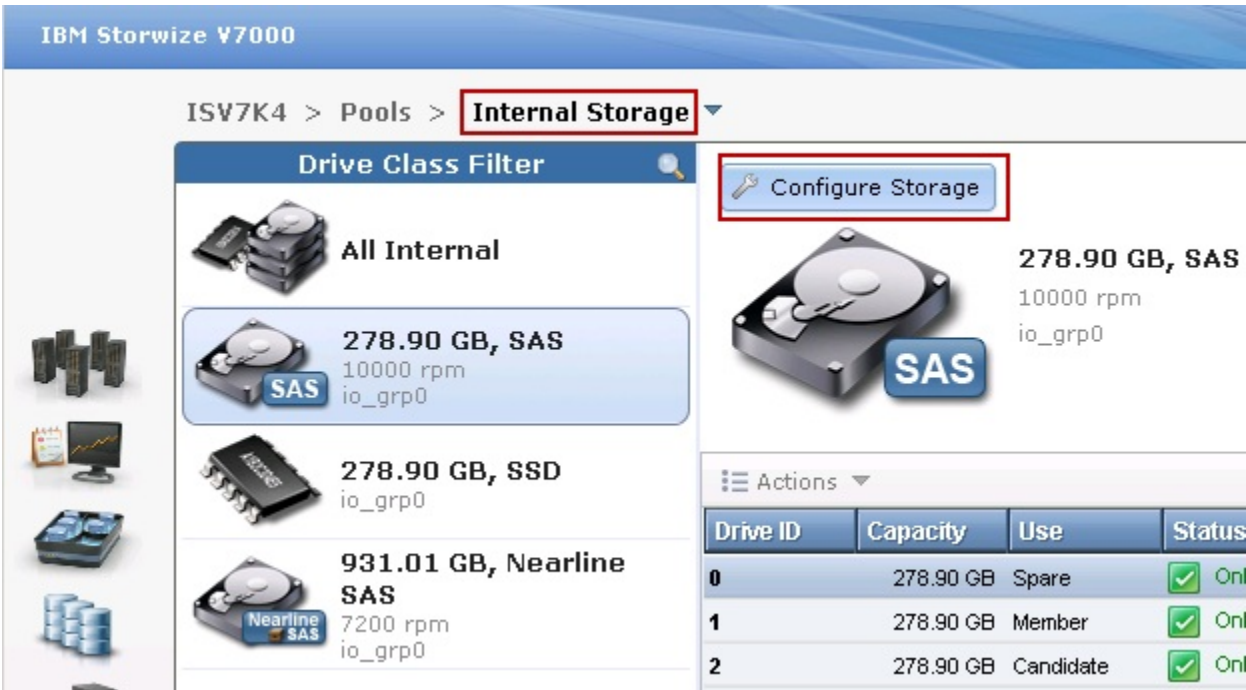 IBM Storwize V7000
ISV7K4 > Pools > Internal Storage
Drive Class Filter
All Internal
278.90 GB, SAS
10000 rpm
io_grp0
SAS
278.90 GB, SSD
io_grp0
931.01 GB, Nearline
SAS
7200 rpm
io_grp0
Nearline
SAS
Configure Storage
278.90 GB, SAS
10000 rpm
io_grp0
SAS
Actions
Drive ID Capacity Use Status
0 278.90 GB Spare
1 278.90 GB Member
2 278.90 GB Candidate